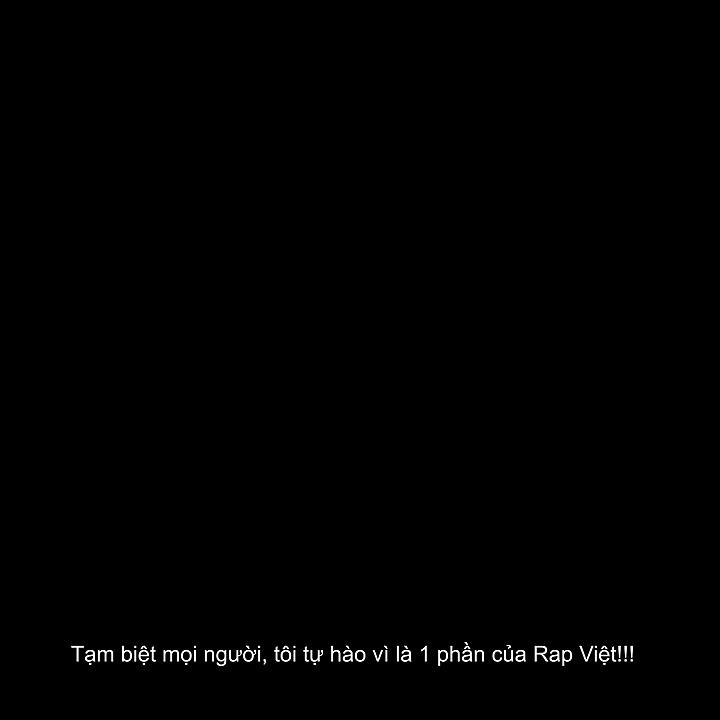 Tạm biệt mọi người, tôi tự hào vì là 1 phần của Rap Việt!!!